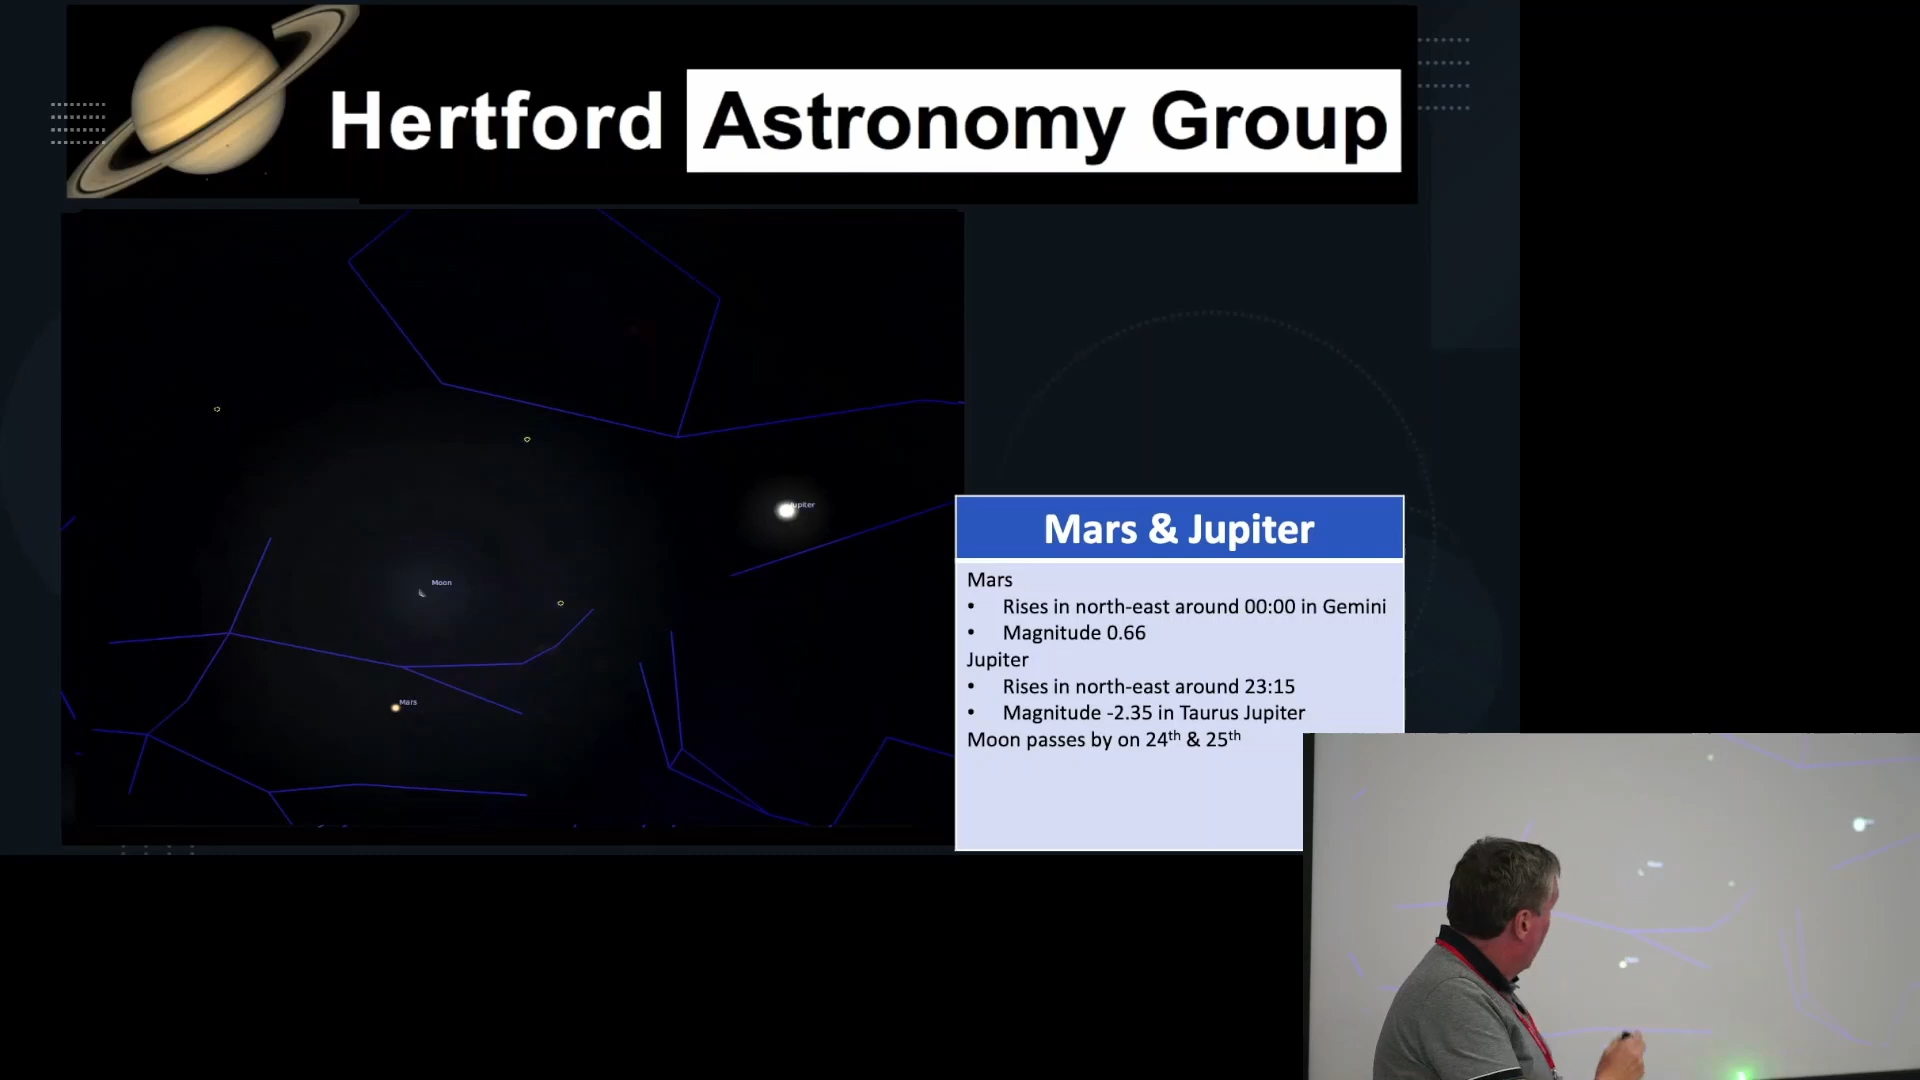 Hertford Astronomy Group
Jupiter
Moon
Mars
Mars & Jupiter
Mars
• Rises in north-east around 00:00 in Gemini
• Magnitude 0.66
Jupiter
• Rises in north-east around 23:15
• Magnitude -2.35 in Taurus Jupiter
Moon passes by on 24th & 25th